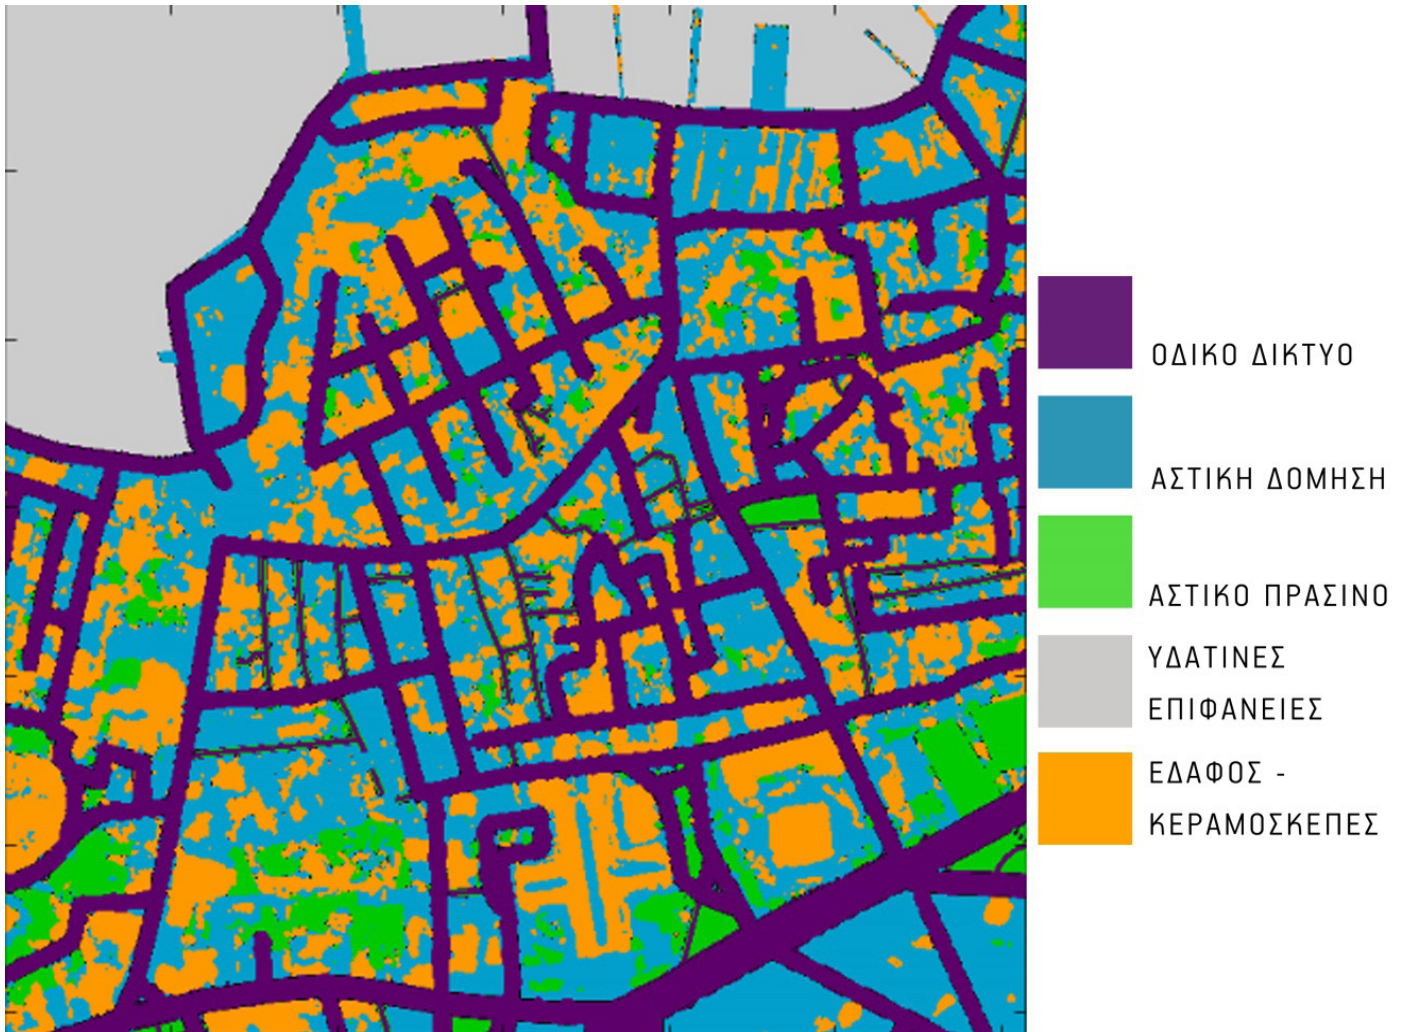 ΟΔΙΚΟ ΔΙΚΤΥΟ
ΑΣΤΙΚΗ ΔΟΜΗΣΗ
ΑΣΤΙΚΟ ΠΡΑΣΙΝΟ
ΥΔΑΤΙΝΕΣ
ΕΠΙΦΑΝΕΙΕΣ
ΕΔΑΦΟΣ -
ΚΕΡΑΜΟΣΚΕΠΕΣ